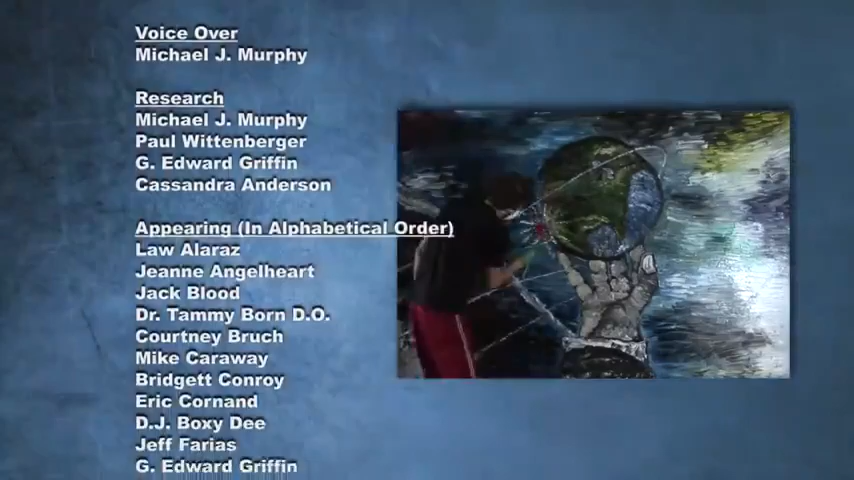 Voice Over
Michael J. Murphy
Research
Michael J. Murphy
Paul Wittenberger
G. Edward Griffin
Cassandra Anderson
Appearing (In Alphabetical Order)
Law Alaraz
Jeanne Angelheart
Jack Blood
Dr. Tammy Born D.O.
Courtney Bruch
Mike Caraway
Bridgett Conroy
Eric Cornand
D.J. Boxy Dee
Jeff Farias
G. Edward Griffin